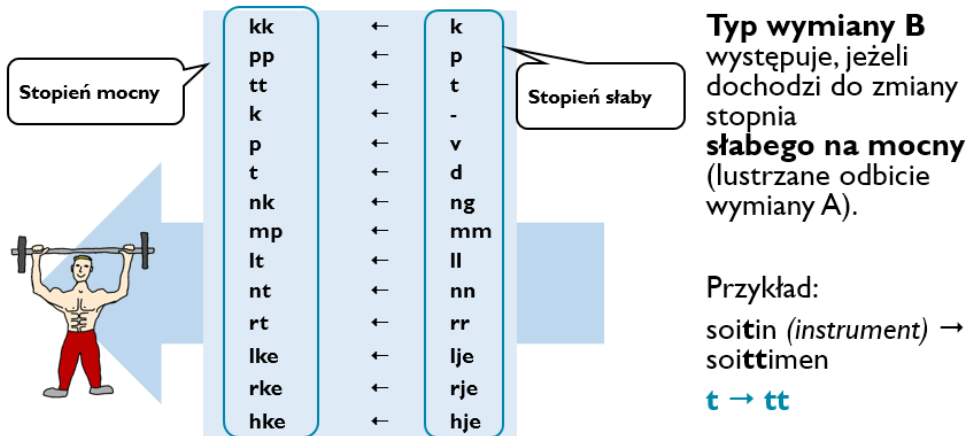 kk ← k
pp ← p
tt ← t
k ← -
p ← v
t ← d
nk ← ng
mp ← mm
lt ← ll
nt ← nn
rt ← rr
lke ← lje
rke ← rje
hke ← hje
Stopień mocny
Stopień słaby
Typ wymiany B
występuje, jeżeli
dochodzi do zmiany
stopnia
słabego na mocny
(lustrzane odbicie
wymiany A).
Przykład:
soitin (instrument) →
soittimen
t → tt